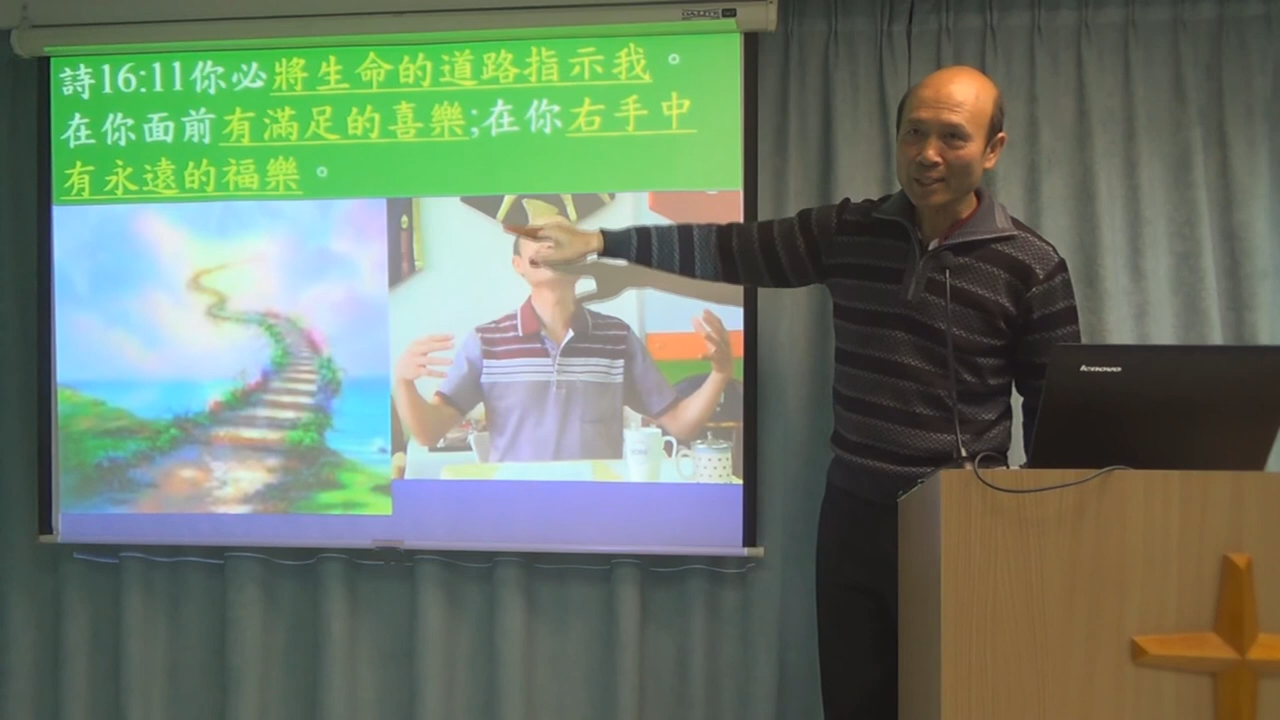 詩16:11你必將生命的道路指示我。
在你面前有滿足的喜樂;在你右手中
有永遠的福樂。
lenovo